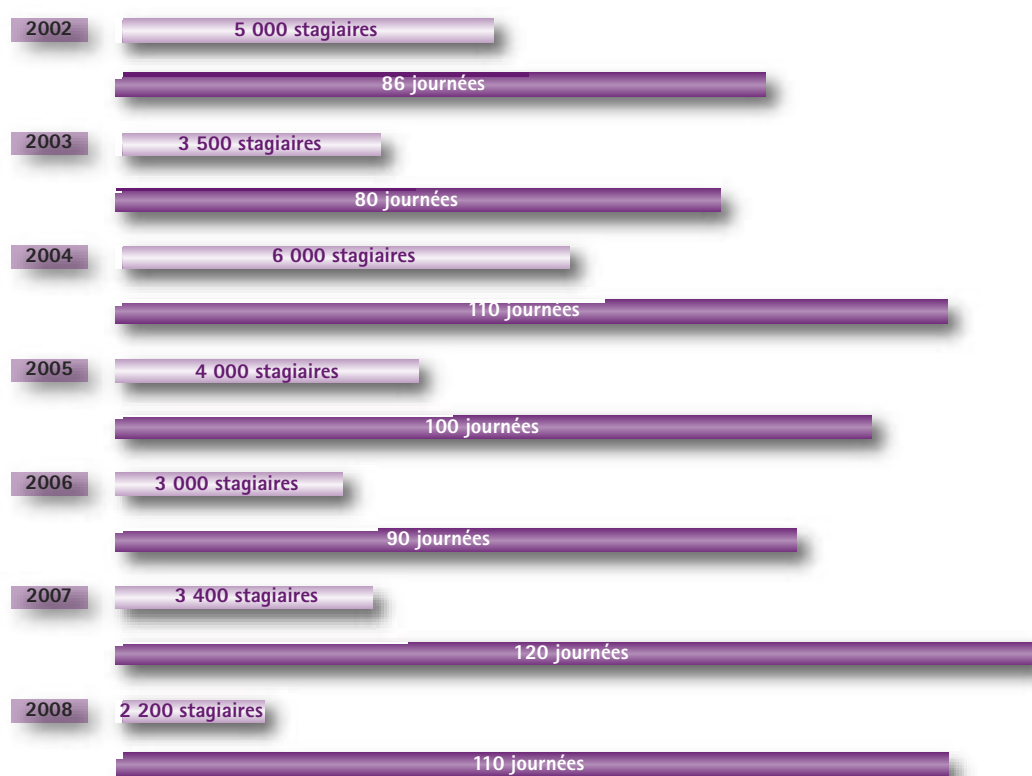 2002 5 000 stagiaires
86 journées
2003 3 500 stagiaires
80 journées
2004 6 000 stagiaires
110 journées
2005 4 000 stagiaires
100 journées
2006 3 000 stagiaires
90 journées
2007 3 400 stagiaires
120 journées
2008 2 200 stagiaires
110 journées